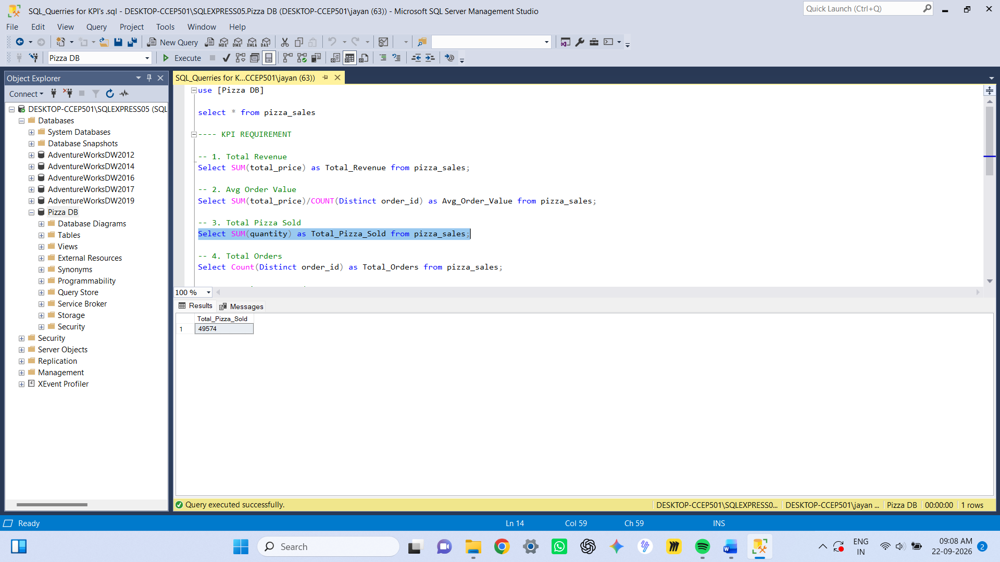 SQL_Querries for KPI's .sql - DESKTOP-CCEP501\SQLEXPRESS05.Pizza DB (DESKTOP-CCEP501\jayan (63)) - Microsoft SQL Server Management Studio
Quick Launch (Ctrl+Q)
File Edit View Query Project Tools Window Help
New Query MDX DMX XMLA DAX
Pizza DB Execute
Object Explorer
SQL_Querries for K...CCEP501\jayan (63))
Connect
DESKTOP-CCEP501\SQLEXPRESS05 (SQL
Databases
System Databases
Database Snapshots
AdventureWorksDW2012
AdventureWorksDW2014
AdventureWorksDW2016
AdventureWorksDW2017
AdventureWorksDW2019
Pizza DB
Database Diagrams
Tables
Views
External Resources
Synonyms
Programmability
Query Store
Service Broker
Storage
Security
Security
Server Objects
Replication
Management
XEvent Profiler
use [Pizza DB]
select * from pizza_sales
---- KPI REQUIREMENT
-- 1. Total Revenue
Select SUM(total_price) as Total_Revenue from pizza_sales;
-- 2. Avg Order Value
Select SUM(total_price)/COUNT(Distinct order_id) as Avg_Order_Value from pizza_sales;
-- 3. Total Pizza Sold
Select SUM(quantity) as Total_Pizza_Sold from pizza_sales;
-- 4. Total Orders
Select Count(Distinct order_id) as Total_Orders from pizza_sales;
100 %
Results Messages
Total_Pizza_Sold
1 49574
Query executed successfully.
DESKTOP-CCEP501\SQLEXPRESS0... DESKTOP-CCEP501\jayan ... Pizza DB 00:00:00 1 rows
Ready Ln 14 Col 59 Ch 59 INS
Search
ENG
IN
09:08 AM
22-09-2026
2